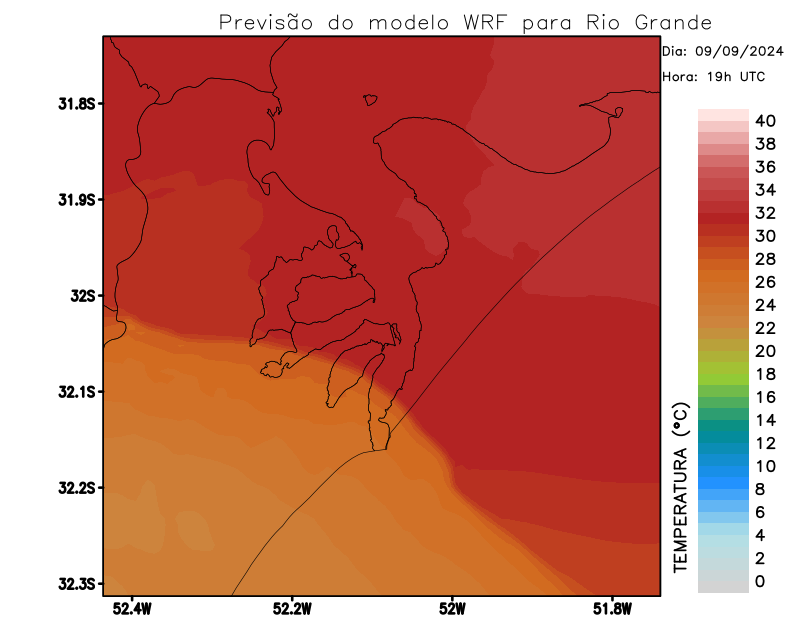 Previsão do modelo WRF para Rio Grande
Dia: 09/09/2024
Hora: 19h UTC
31.8S
31.9S
32S
32.1S
32.2S
32.3S
52.4W
52.2W
52W
51.8W
TEMPERATURA (°C)
40
38
36
34
32
30
28
26
24
22
20
18
16
14
12
10
8
6
4
2
0